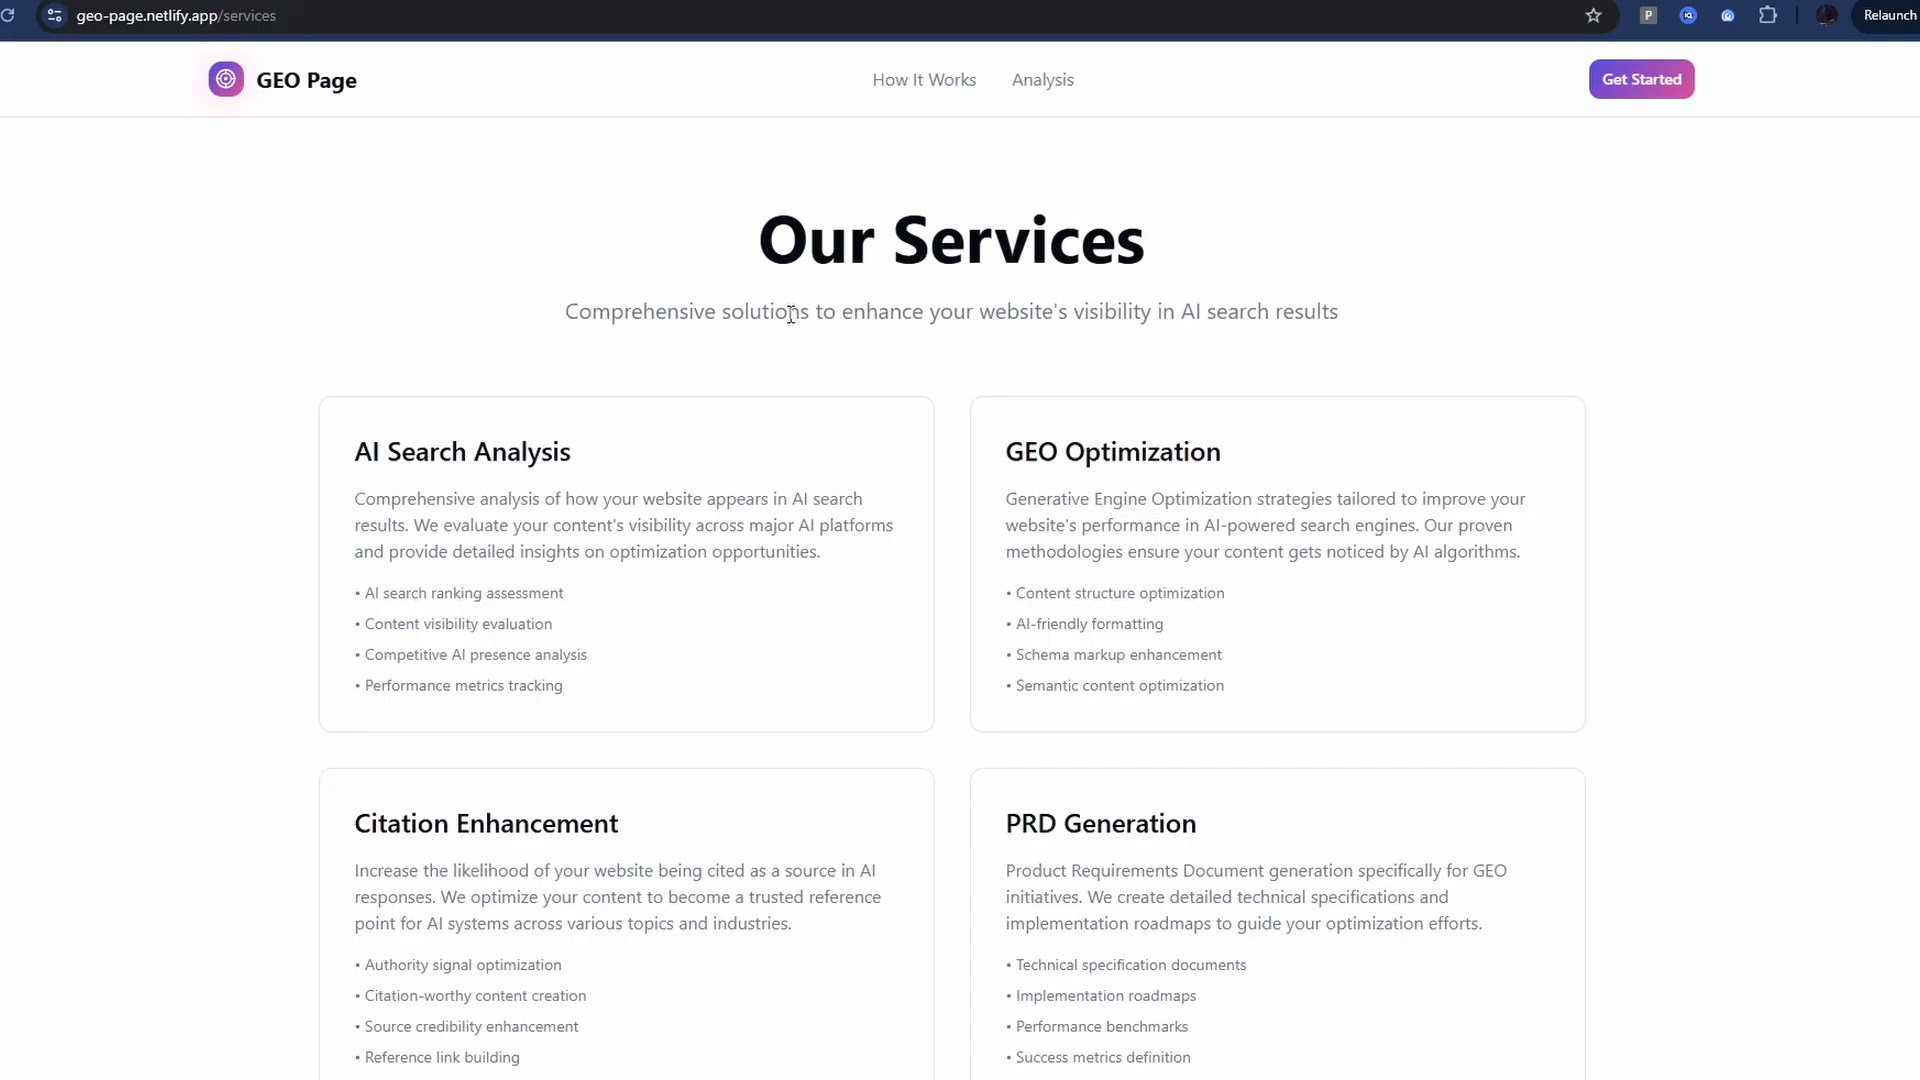 geo-page.netlify.app/services
P
Relaunch
GEO Page
How It Works
Analysis
Get Started
Our Services
Comprehensive solutions to enhance your website's visibility in AI search results
AI Search Analysis
Comprehensive analysis of how your website appears in AI search
results. We evaluate your content's visibility across major AI platforms
and provide detailed insights on optimization opportunities.
• AI search ranking assessment
• Content visibility evaluation
• Competitive AI presence analysis
• Performance metrics tracking
GEO Optimization
Generative Engine Optimization strategies tailored to improve your
website's performance in AI-powered search engines. Our proven
methodologies ensure your content gets noticed by AI algorithms.
• Content structure optimization
• AI-friendly formatting
• Schema markup enhancement
• Semantic content optimization
Citation Enhancement
Increase the likelihood of your website being cited as a source in AI
responses. We optimize your content to become a trusted reference
point for AI systems across various topics and industries.
• Authority signal optimization
• Citation-worthy content creation
• Source credibility enhancement
• Reference link building
PRD Generation
Product Requirements Document generation specifically for GEO
initiatives. We create detailed technical specifications and
implementation roadmaps to guide your optimization efforts.
• Technical specification documents
• Implementation roadmaps
• Performance benchmarks
• Success metrics definition